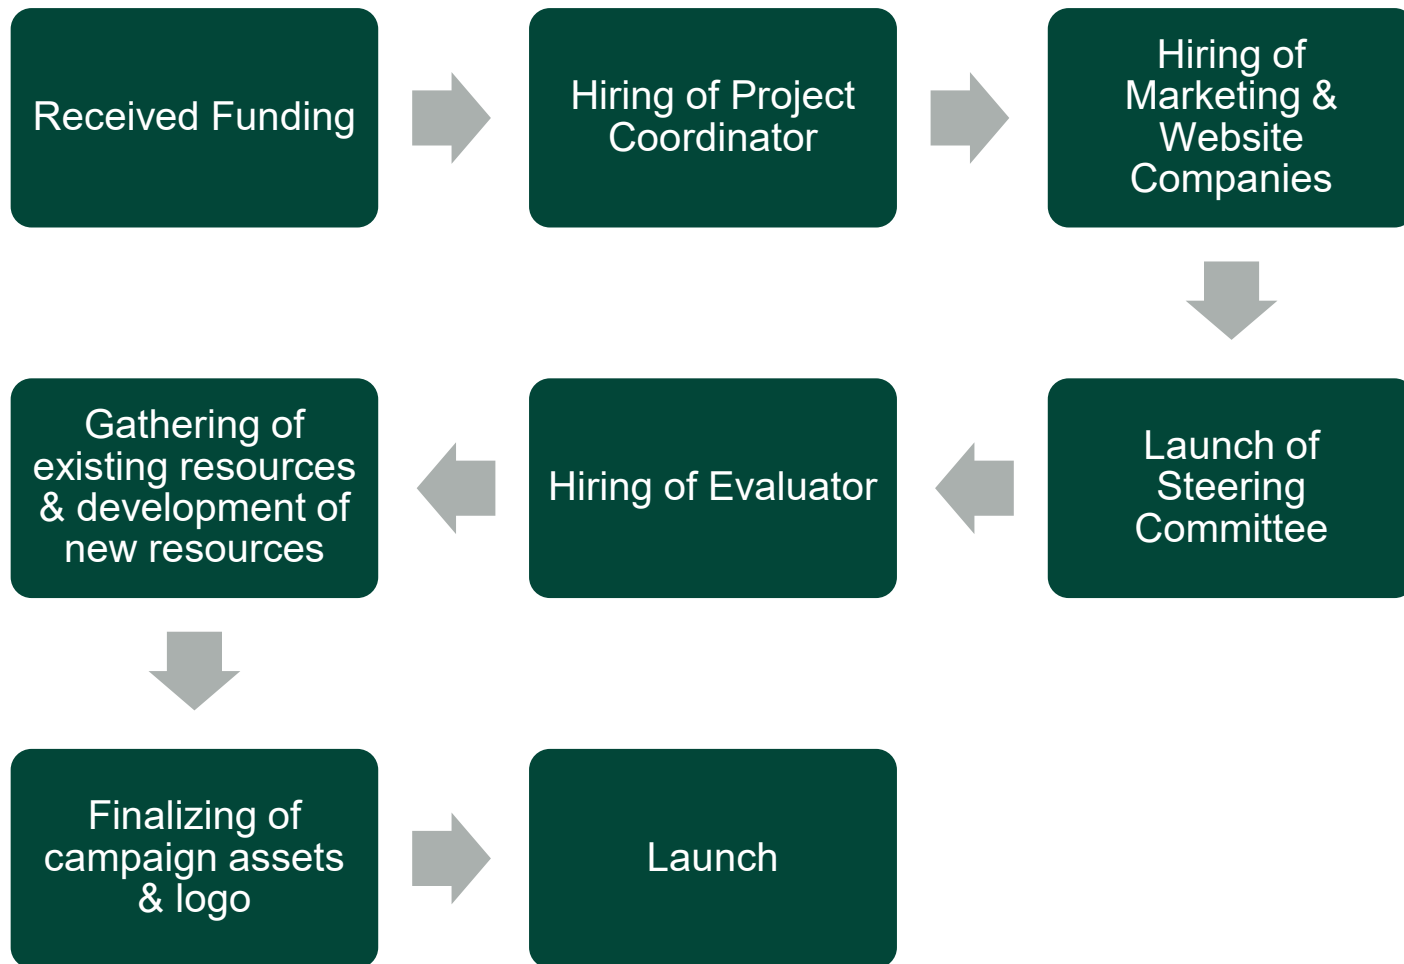 Received Funding
Hiring of Project
Coordinator
Hiring of
Marketing &
Website
Companies
Launch of
Steering
Committee
Hiring of Evaluator
Gathering of
existing resources
& development of
new resources
Finalizing of
campaign assets
& logo
Launch